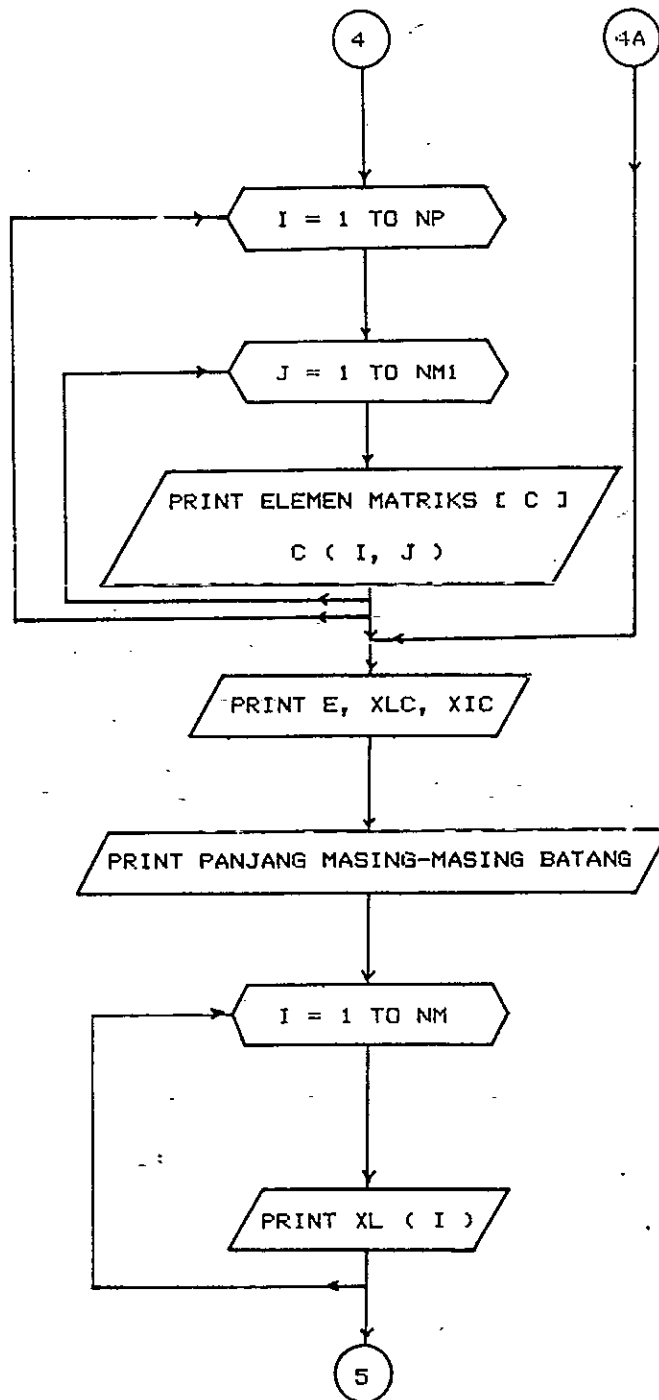 4
4A
I = 1 TO NP
J = 1 TO NM1
PRINT ELEMEN MATRIKS [ C ]
C ( I, J )
PRINT E, XLC, XIC
PRINT PANJANG MASING-MASING BATANG
I = 1 TO NM
PRINT XL ( I )
5